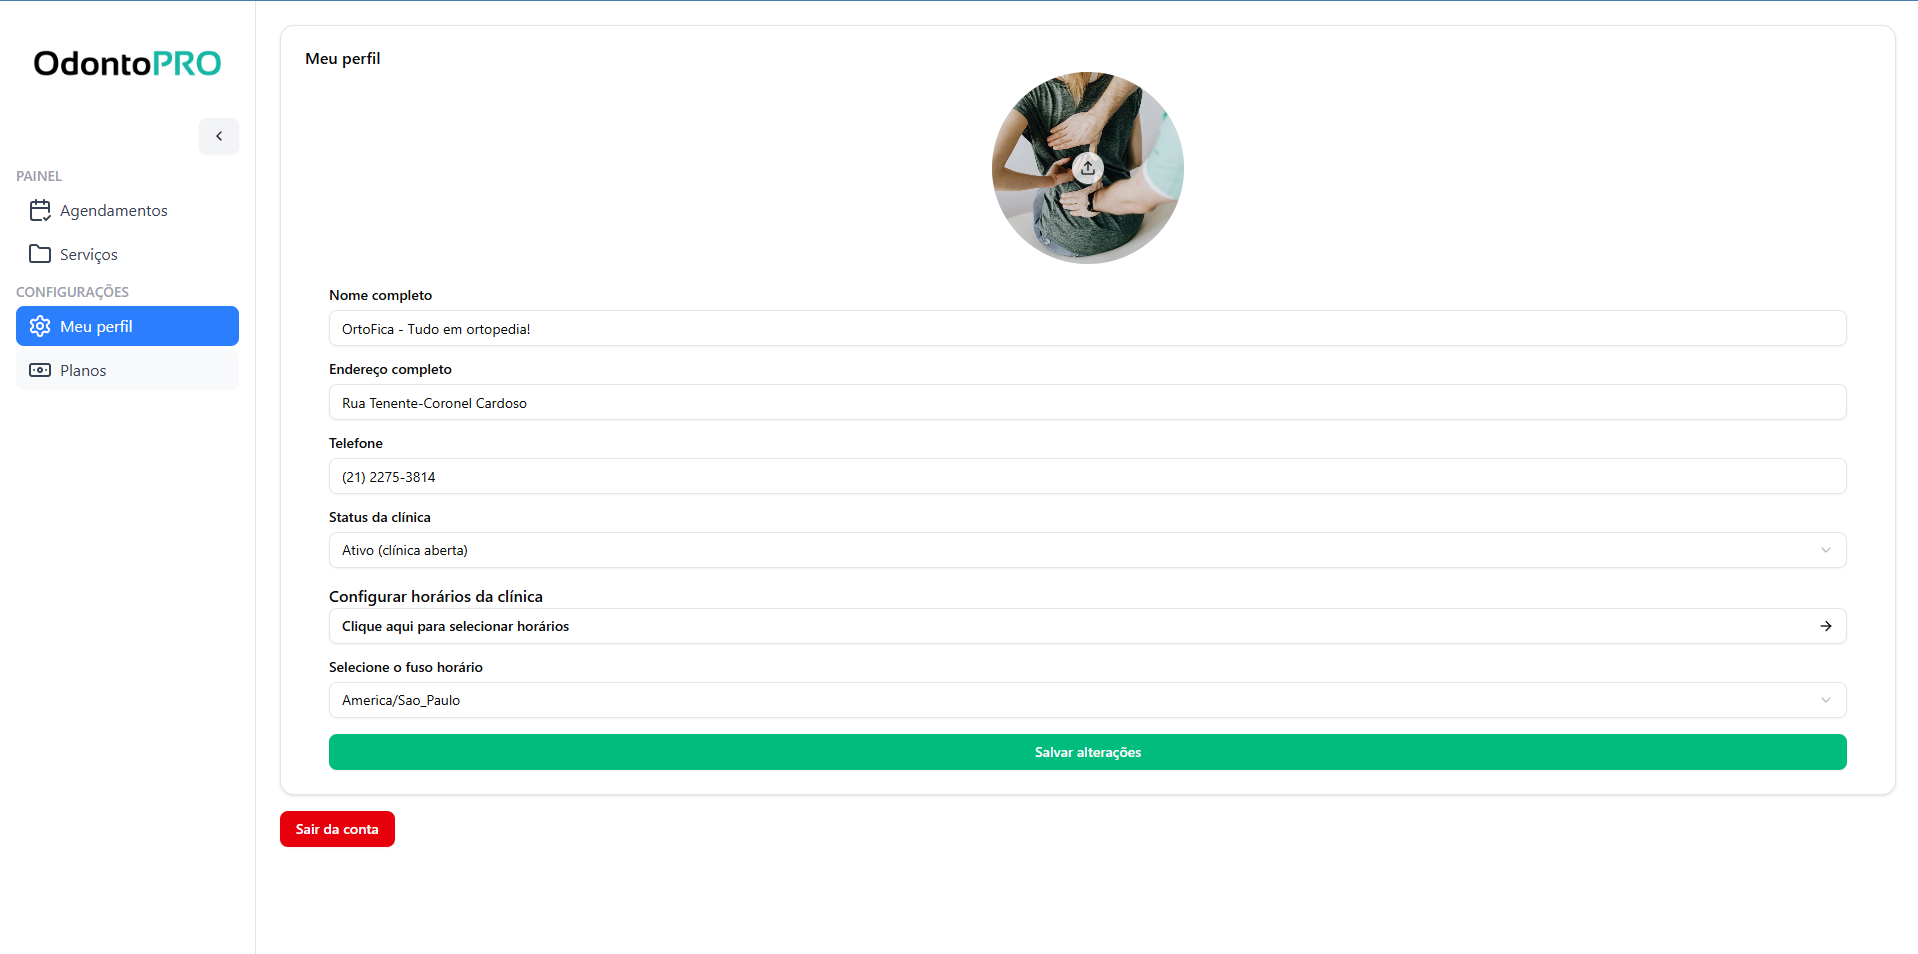 OdontoPRO
PAINEL
Agendamentos
Serviços
CONFIGURAÇÕES
Meu perfil
Planos
Meu perfil
Nome completo
OrtoFica - Tudo em ortopedia!
Endereço completo
Rua Tenente-Coronel Cardoso
Telefone
(21) 2275-3814
Status da clínica
Ativo (clínica aberta)
Configurar horários da clínica
Clique aqui para selecionar horários
Selecione o fuso horário
America/Sao_Paulo
Salvar alterações
Sair da conta